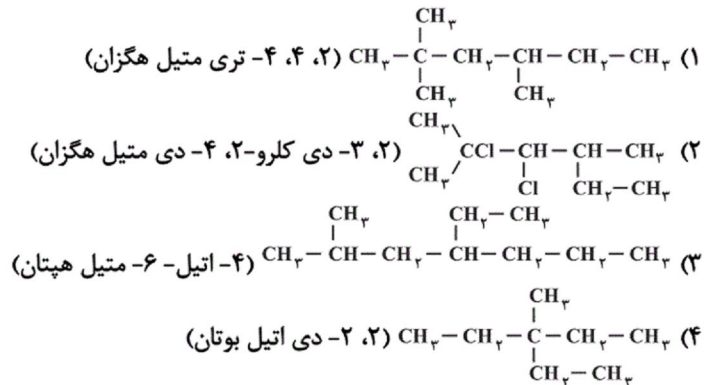 CH۳
۱) CH۳−C−CH۲−CH−CH۲−CH۳ (۲، ۴، ۴- تری متیل هگزان)
CH۳ CH۳
CH۳
۲) CCl−CH−CH−CH۳ (۲، ۳- دی کلرو-۲، ۴- دی متیل هگزان)
CH۳ Cl CH۲−CH۳
CH۳ CH۲−CH۳
۳) CH۳−CH−CH۲−CH−CH۲−CH۲−CH۳ (۴- اتیل- ۶- متیل هپتان)
CH۳
۴) CH۳−CH۲−C−CH۲−CH۳ (۲، ۲- دی اتیل بوتان)
CH۲−CH۳